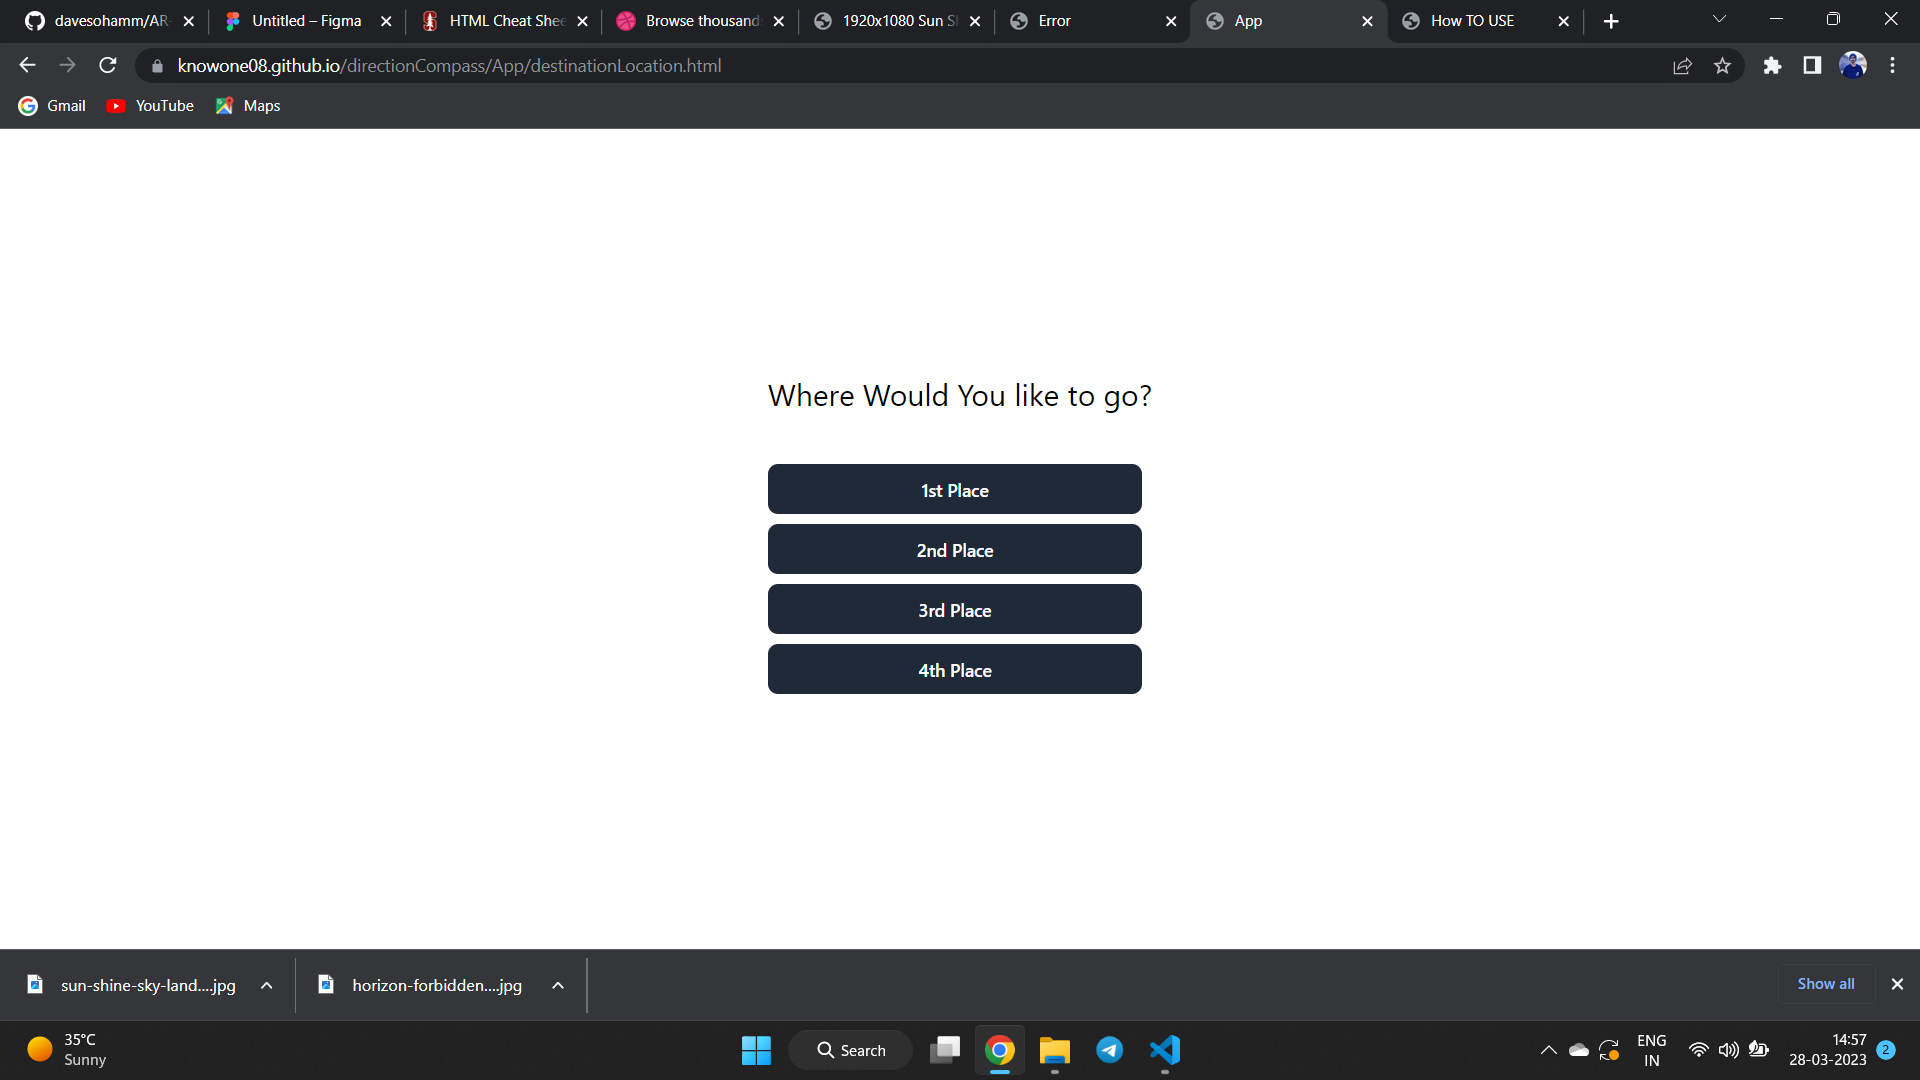 davesohamm/AR-
Untitled – Figma
HTML Cheat Shee
Browse thousand
1920x1080 Sun S
Error
App
How TO USE
knowone08.github.io/directionCompass/App/destinationLocation.html
Gmail
YouTube
Maps
Where Would You like to go?
1st Place
2nd Place
3rd Place
4th Place
sun-shine-sky-land....jpg
horizon-forbidden....jpg
Show all
35°C
Sunny
Search
ENG
IN
14:57
28-03-2023
2